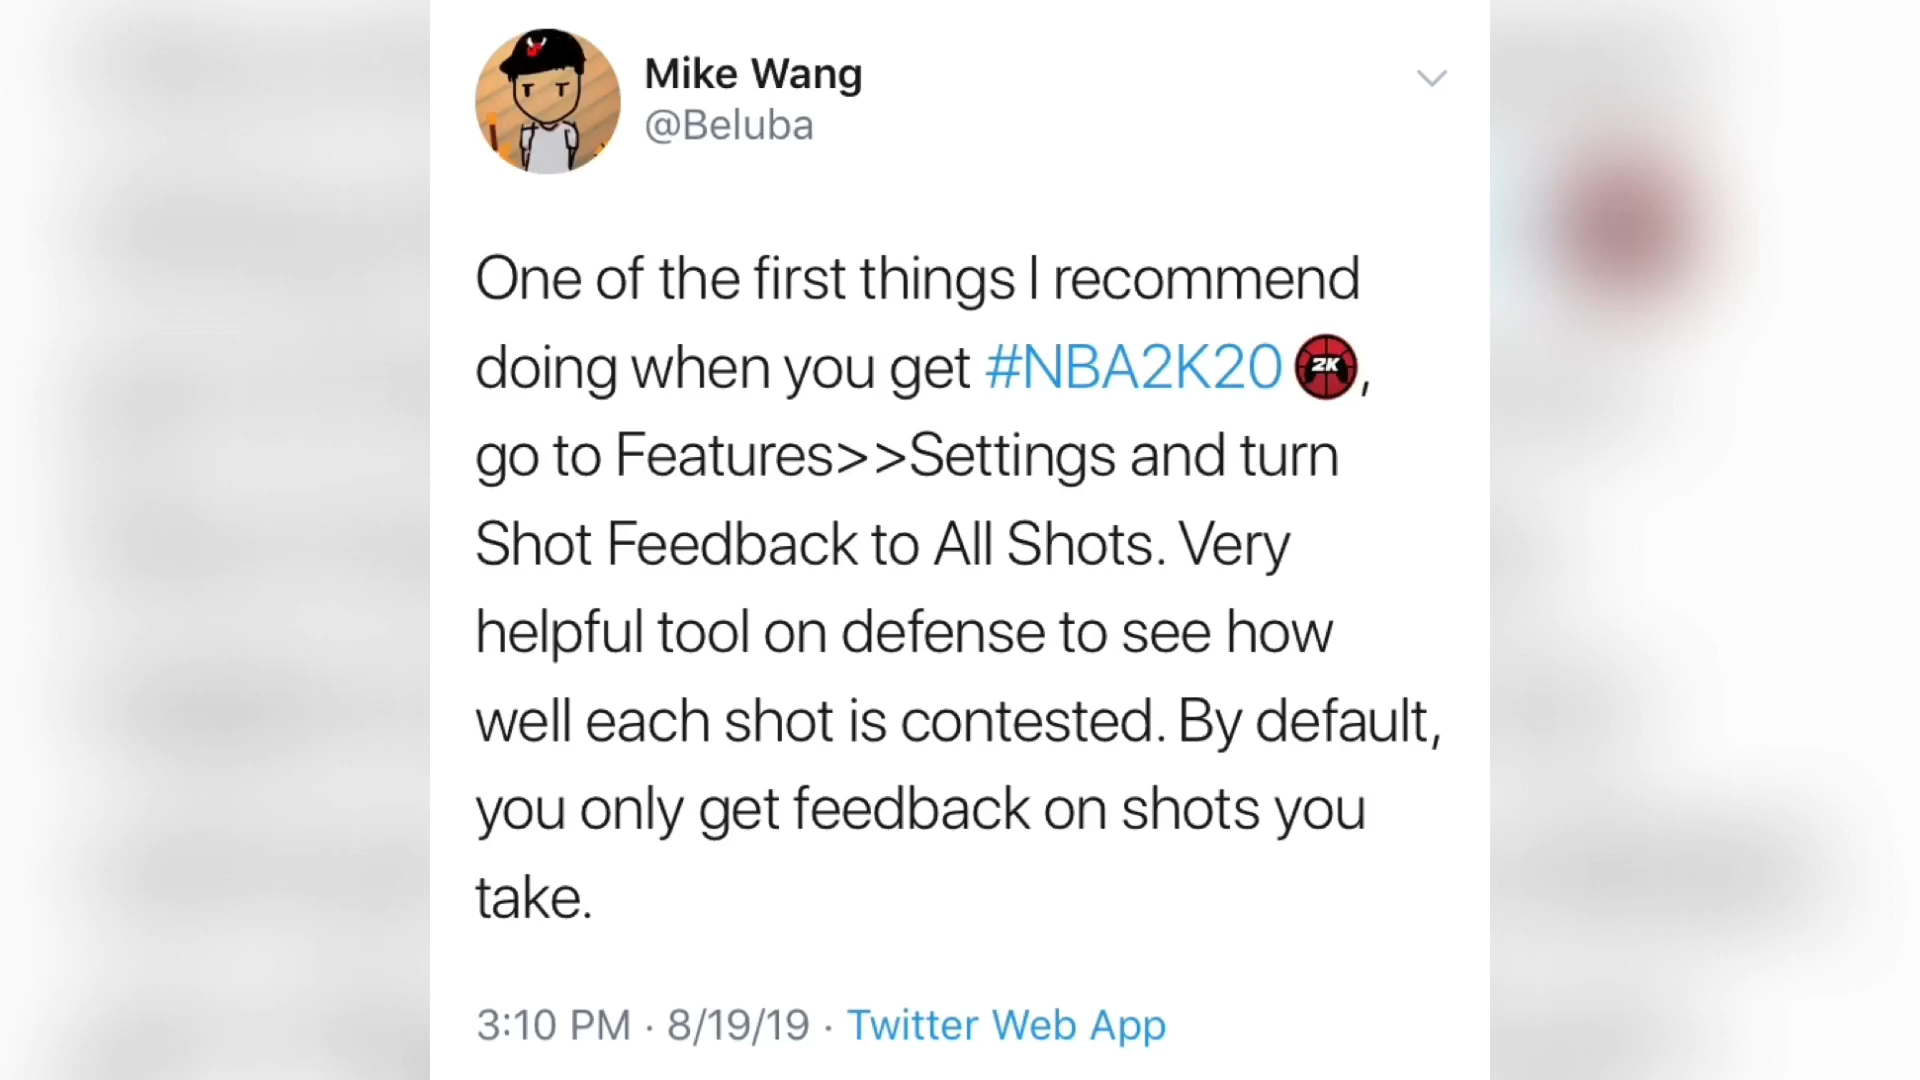 Mike Wang
@Beluba
One of the first things I recommend
doing when you get #NBA2K20 2K,
go to Features>>Settings and turn
Shot Feedback to All Shots. Very
helpful tool on defense to see how
well each shot is contested. By default,
you only get feedback on shots you
take.
3:10 PM · 8/19/19 · Twitter Web App